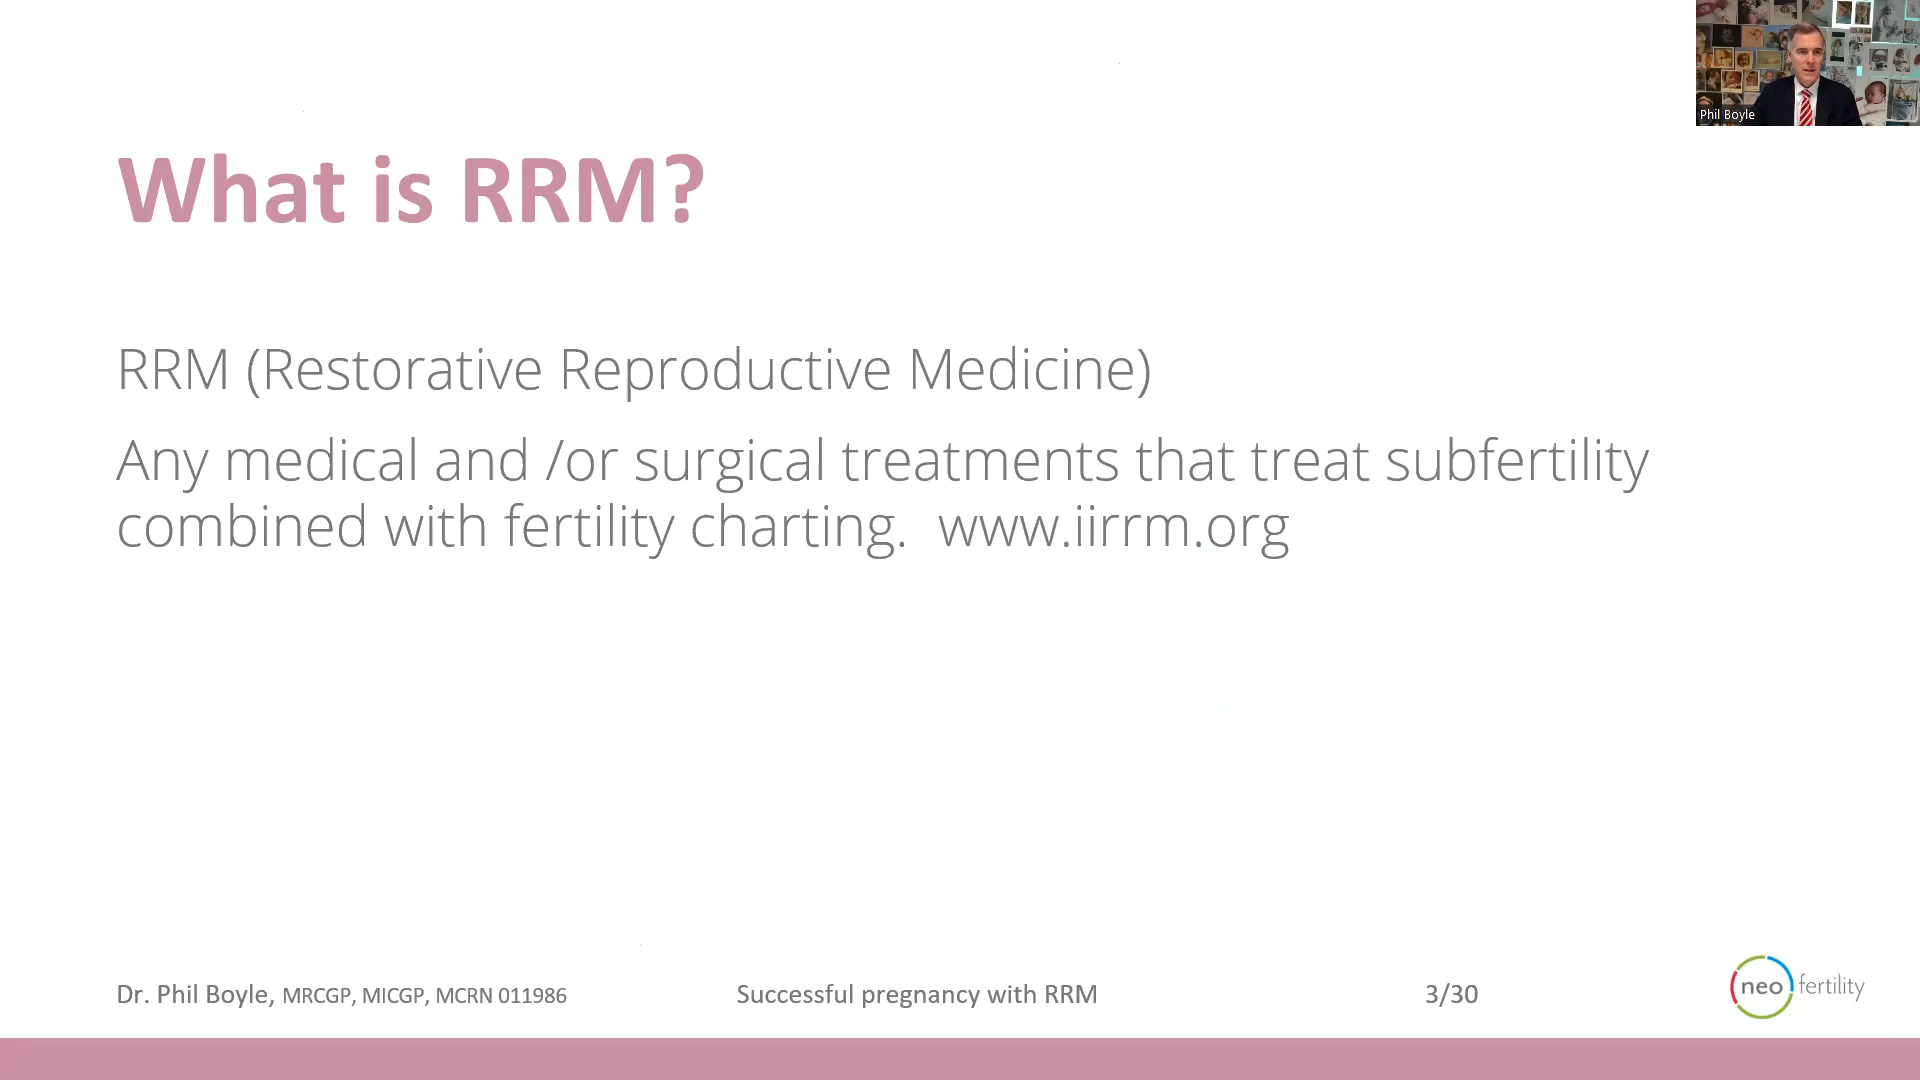 Phil Boyle
What is RRM?
RRM (Restorative Reproductive Medicine)
Any medical and /or surgical treatments that treat subfertility
combined with fertility charting.  www.iirrm.org
Dr. Phil Boyle, MRCGP, MICGP, MCRN 011986
Successful pregnancy with RRM
3/30
neo fertility